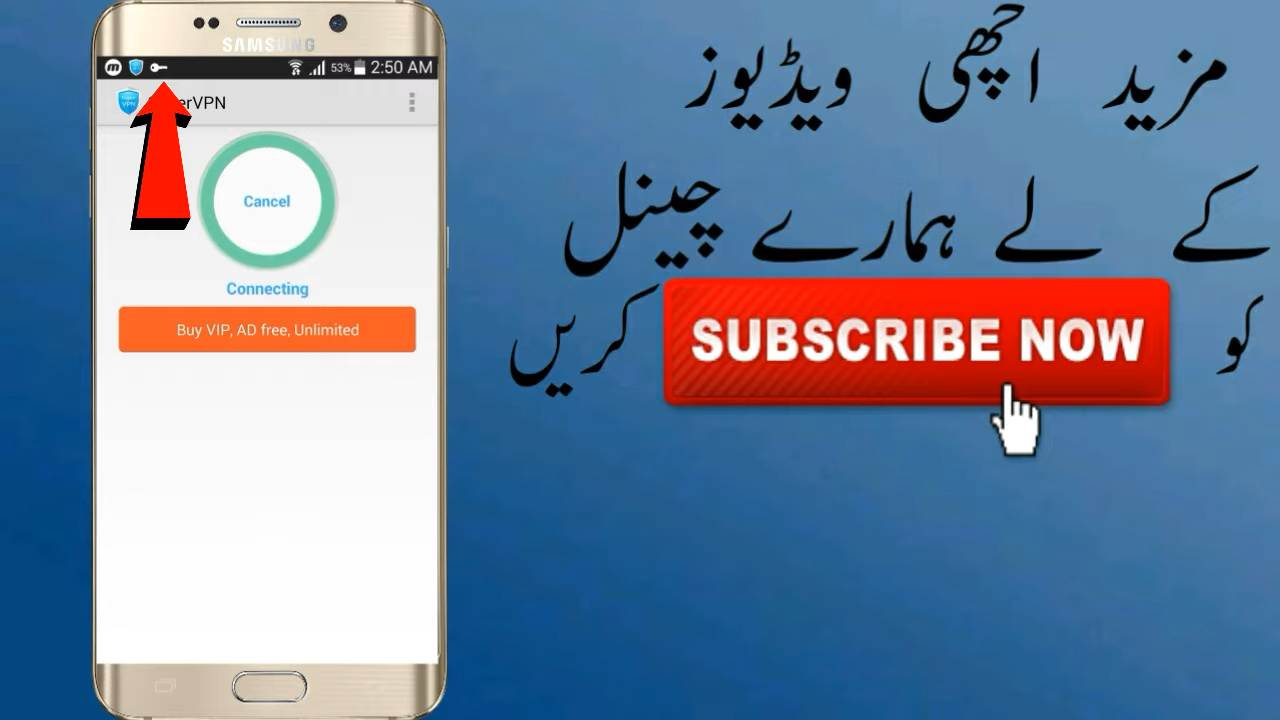 SAMSUNG
53% 2:50 AM
erVPN
Cancel
Connecting
Buy VIP, AD free, Unlimited
مزید اچھی ویڈیوز
کے لے ہمارے چینل
کو SUBSCRIBE NOW کریں